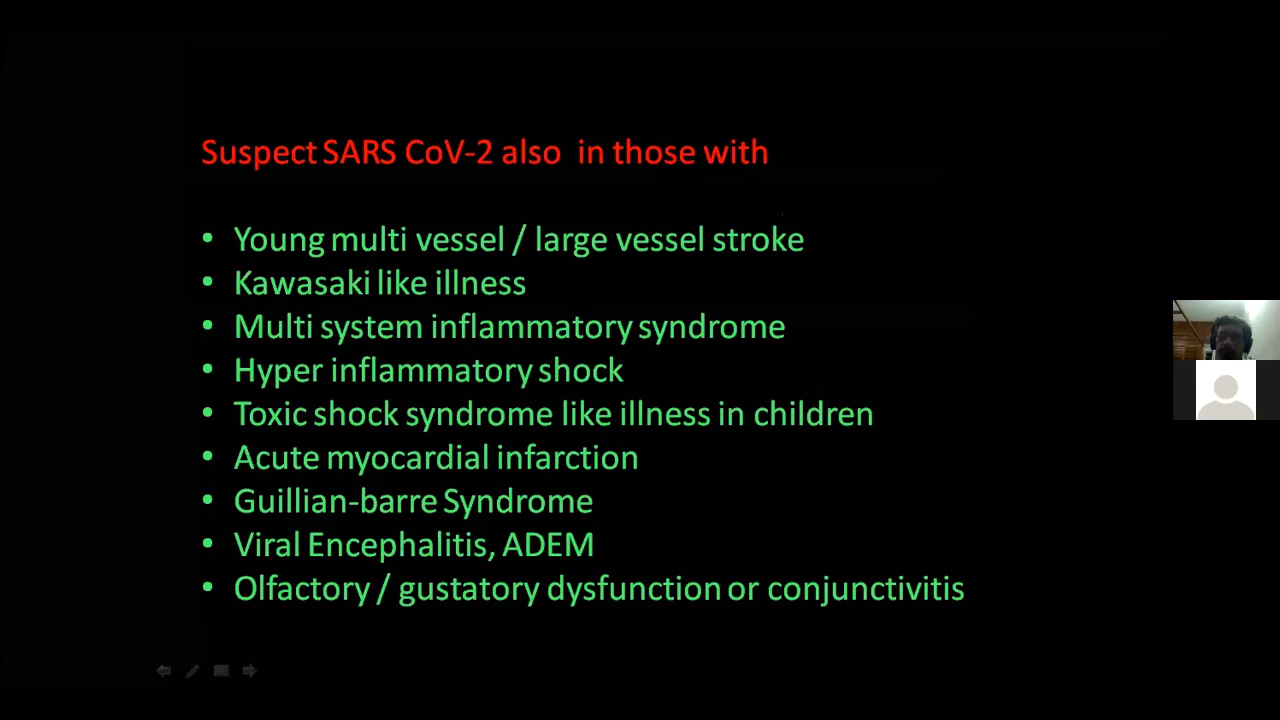 Suspect SARS CoV-2 also in those with
• Young multi vessel / large vessel stroke
• Kawasaki like illness
• Multi system inflammatory syndrome
• Hyper inflammatory shock
• Toxic shock syndrome like illness in children
• Acute myocardial infarction
• Guillian-barre Syndrome
• Viral Encephalitis, ADEM
• Olfactory / gustatory dysfunction or conjunctivitis